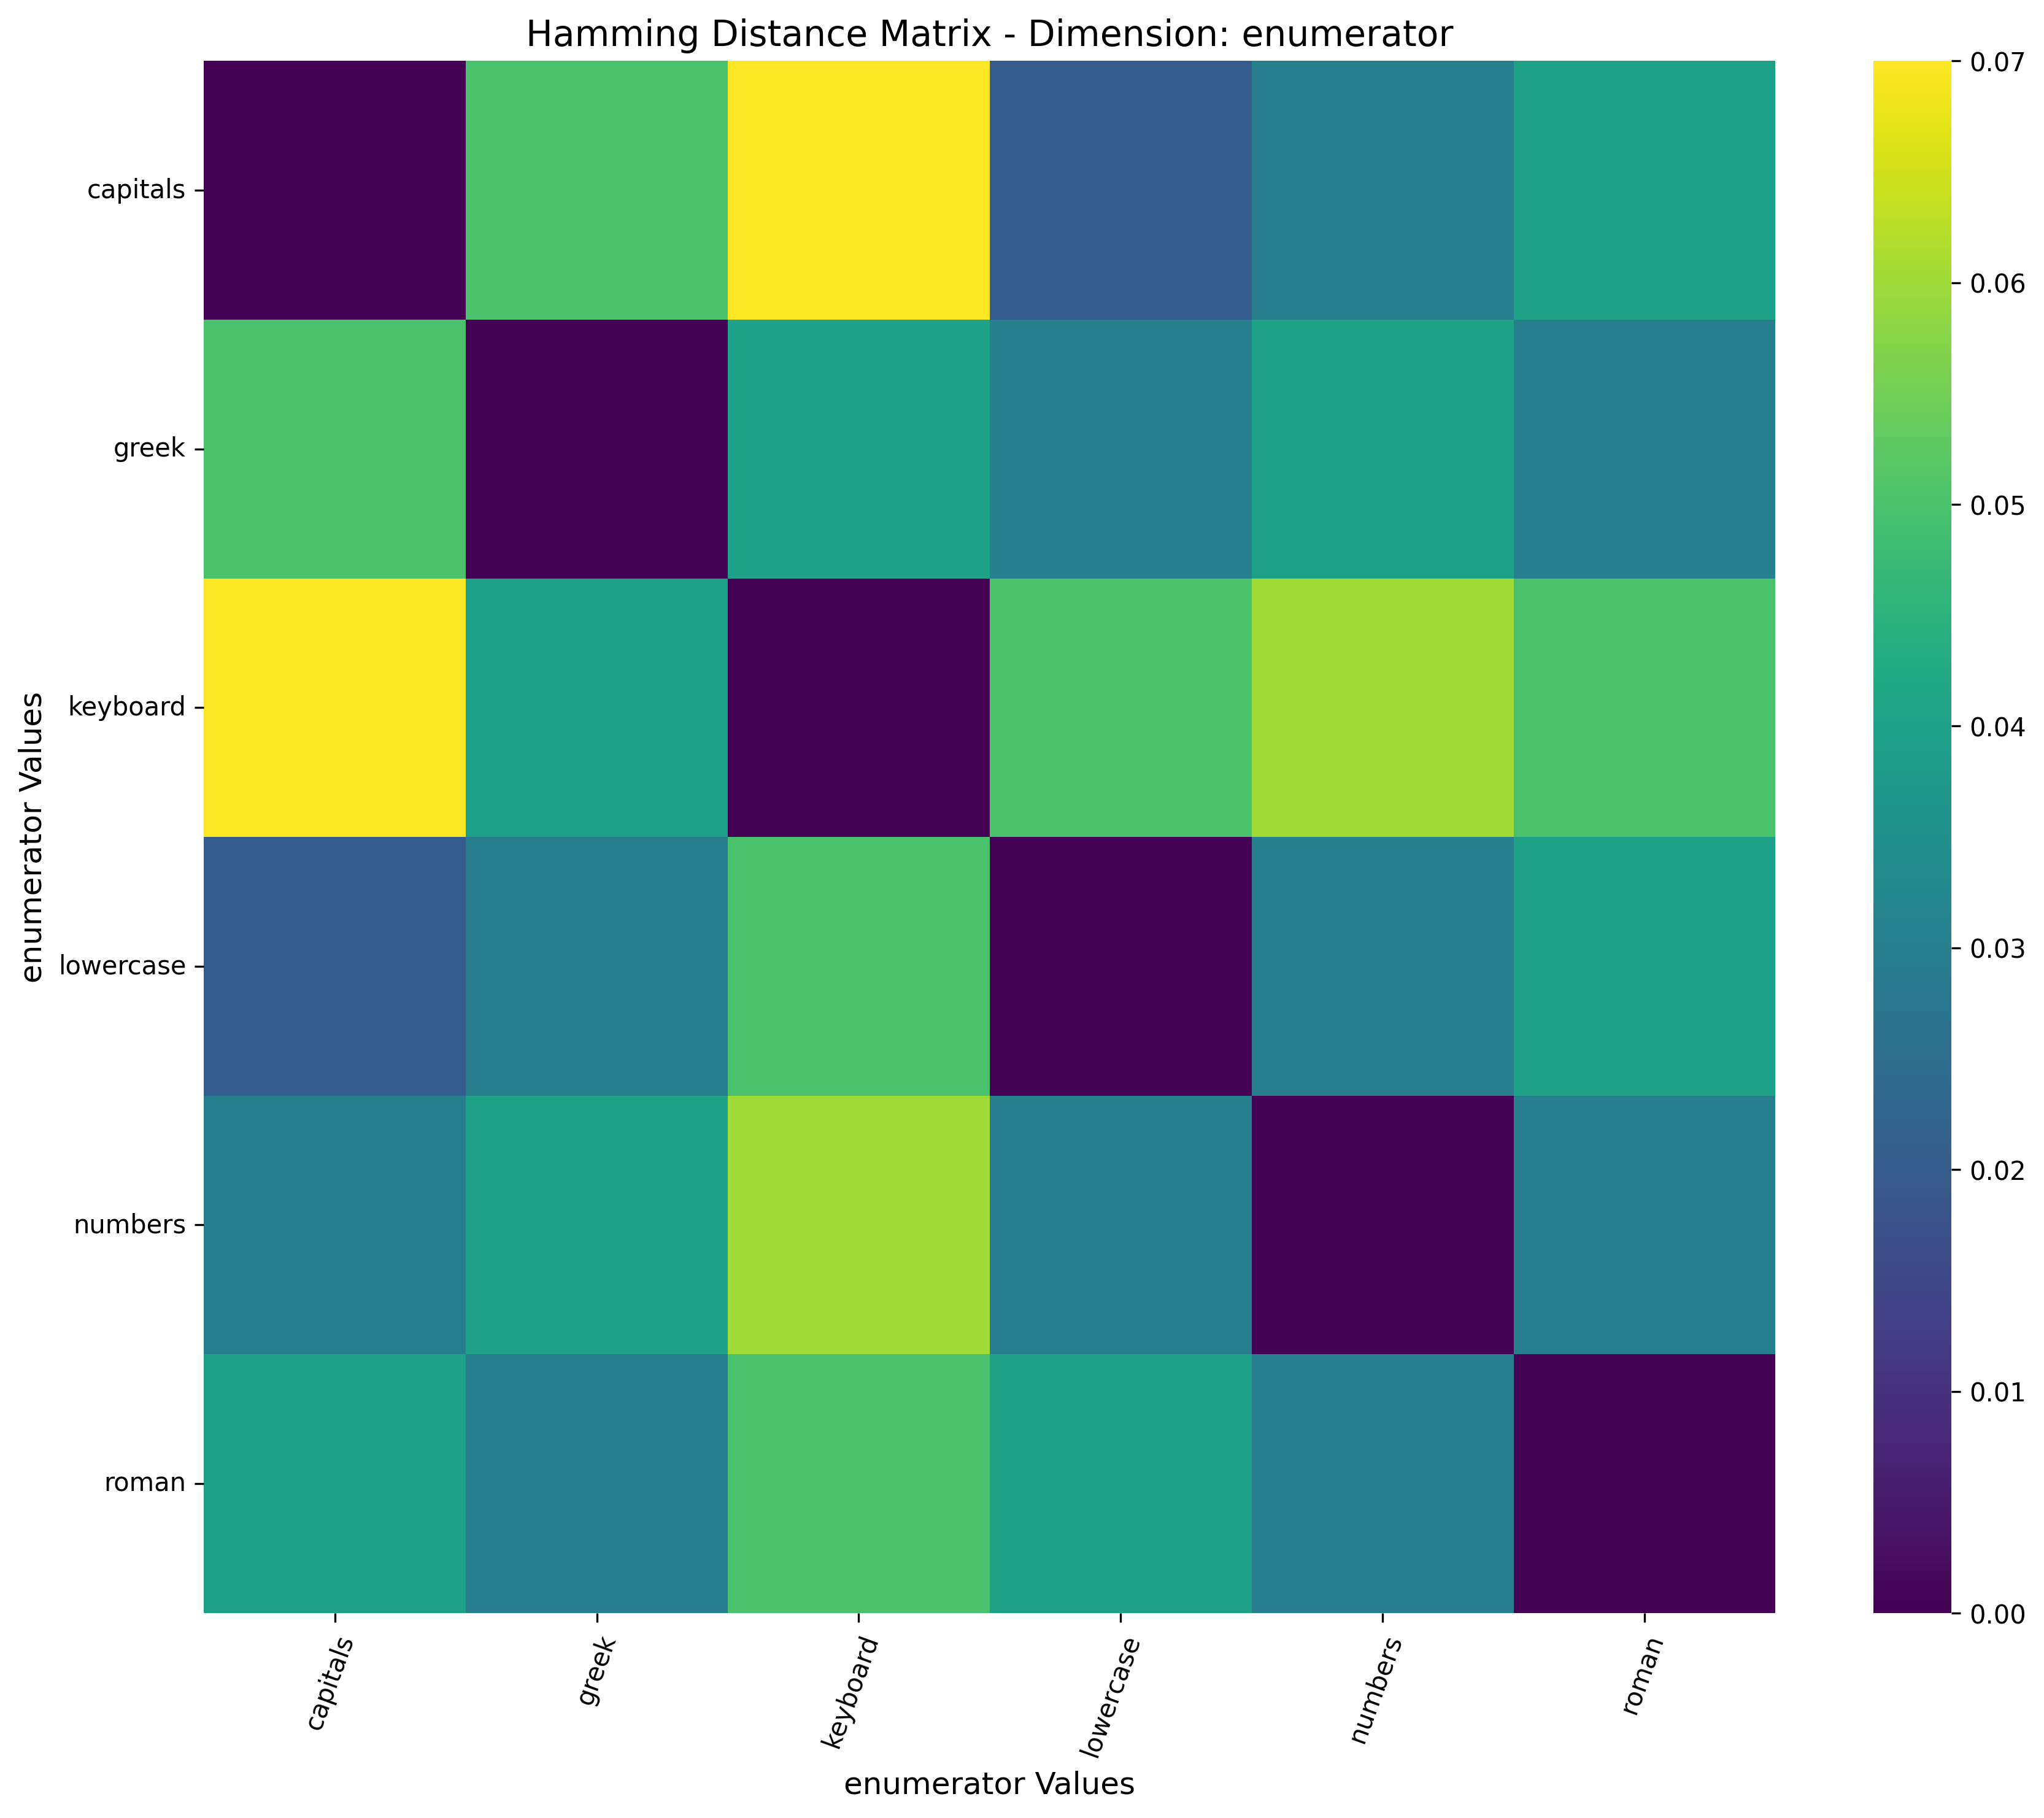 Hamming Distance Matrix - Dimension: enumerator
enumerator Values
capitals
greek
keyboard
lowercase
numbers
roman
capitals
greek
keyboard
lowercase
numbers
roman
enumerator Values
0.07
0.06
0.05
0.04
0.03
0.02
0.01
0.00